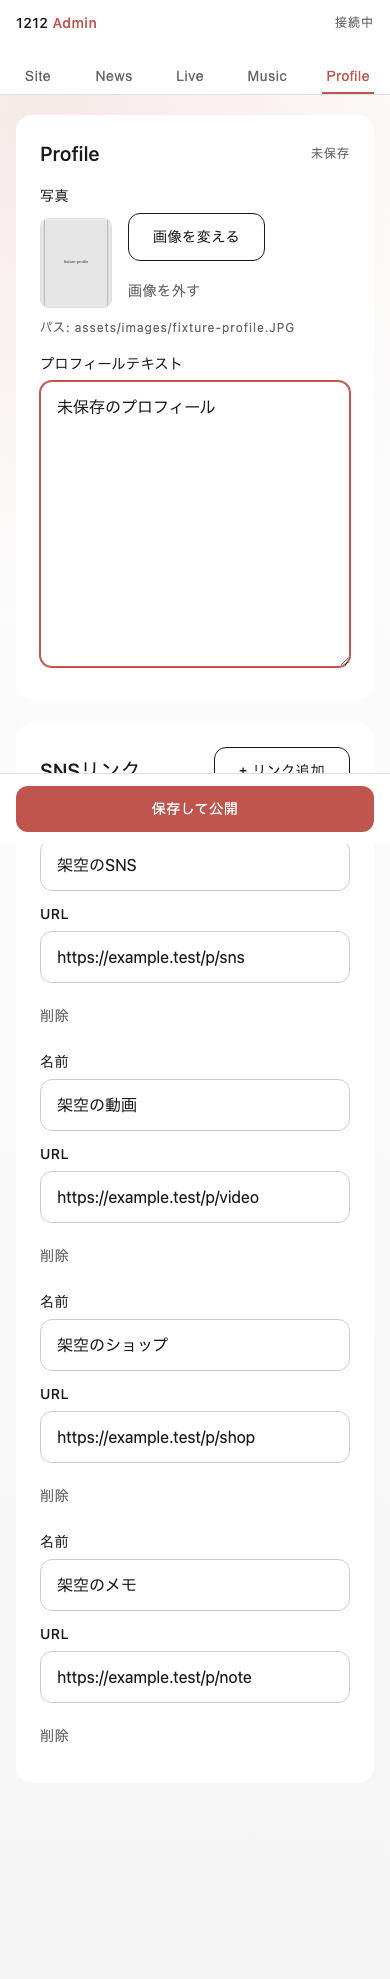 1212 Admin
接続中
Site
News
Live
Music
Profile
Profile
未保存
写真
fixture profile
画像を変える
画像を外す
パス: assets/images/fixture-profile.JPG
プロフィールテキスト
未保存のプロフィール
SNSリンク
+ リンク追加
保存して公開
架空のSNS
URL
https://example.test/p/sns
削除
名前
架空の動画
URL
https://example.test/p/video
削除
名前
架空のショップ
URL
https://example.test/p/shop
削除
名前
架空のメモ
URL
https://example.test/p/note
削除